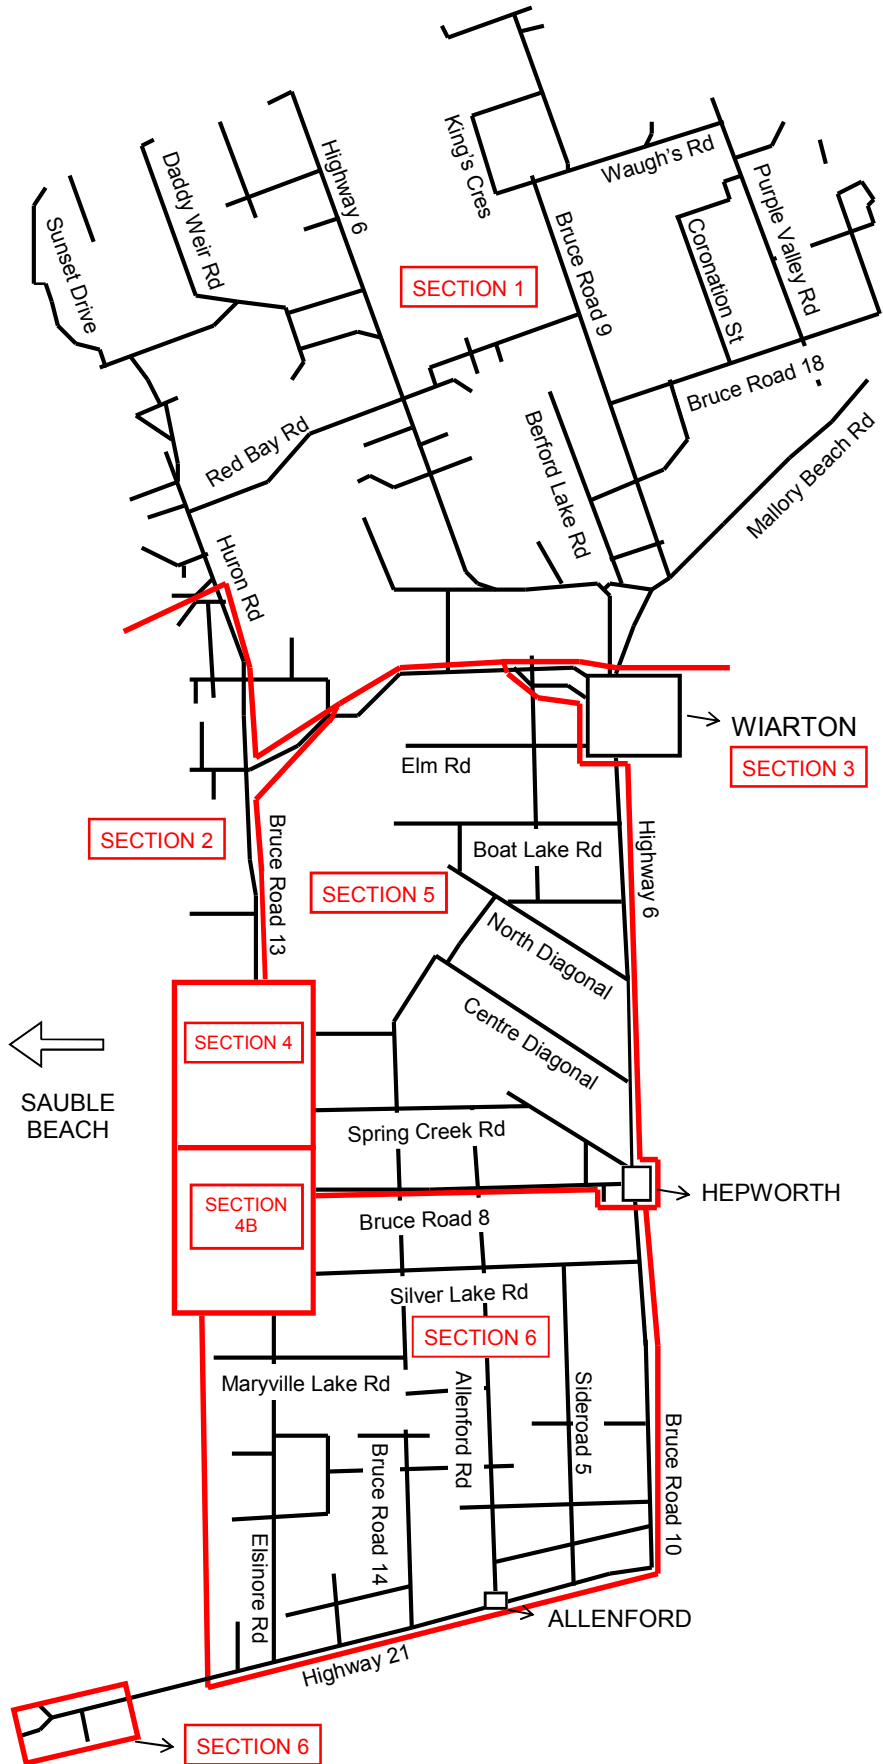 King's Cres
Highway 6
Waugh's Rd
Daddy Weir Rd
Purple Valley Rd
Sunset Drive
Bruce Road 9
Coronation St
SECTION 1
Bruce Road 18
Red Bay Rd
Berford Lake Rd
Mallory Beach Rd
Huron Rd
WIARTON
SECTION 3
Elm Rd
SECTION 2
Bruce Road 13
Boat Lake Rd
Highway 6
SECTION 5
North Diagonal
Centre Diagonal
SECTION 4
SAUBLE
BEACH
Spring Creek Rd
HEPWORTH
SECTION
4B
Bruce Road 8
Silver Lake Rd
SECTION 6
Maryville Lake Rd
Allenford Rd
Sideroad 5
Bruce Road 10
Bruce Road 14
Elsinore Rd
ALLENFORD
Highway 21
SECTION 6